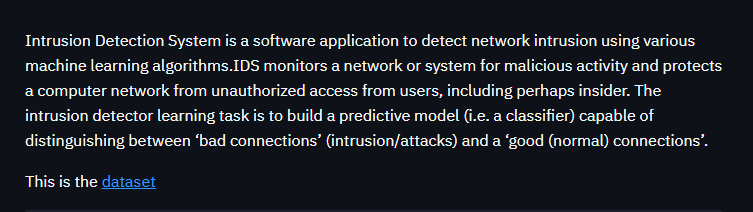 Intrusion Detection System is a software application to detect network intrusion using various
machine learning algorithms.IDS monitors a network or system for malicious activity and protects
a computer network from unauthorized access from users, including perhaps insider. The
intrusion detector learning task is to build a predictive model (i.e. a classifier) capable of
distinguishing between ‘bad connections’ (intrusion/attacks) and a ‘good (normal) connections’.
This is the dataset